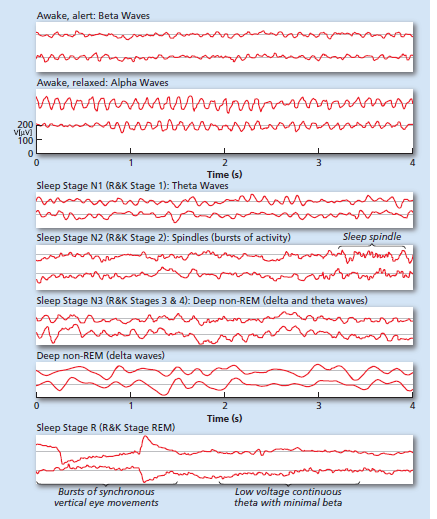 Awake, alert: Beta Waves
Awake, relaxed: Alpha Waves
200
V[μV]
100
0
0 1 2 3 4
Time (s)
Sleep Stage N1 (R&K Stage 1): Theta Waves
Sleep Stage N2 (R&K Stage 2): Spindles (bursts of activity) Sleep spindle
Sleep Stage N3 (R&K Stages 3 & 4): Deep non-REM (delta and theta waves)
Deep non-REM (delta waves)
0 1 2 3 4
Time (s)
Sleep Stage R (R&K Stage REM)
Bursts of synchronous
vertical eye movements
Low voltage continuous
theta with minimal beta